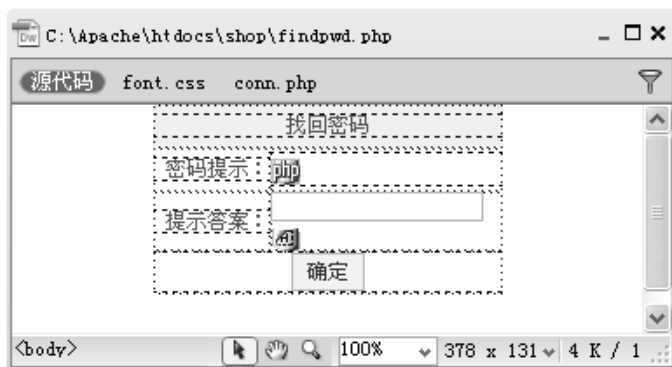 C:\Apache\htdocs\shop\findpwd.php
源代码 font.css conn.php
找回密码
密码提示： php
提示答案：
确定
<body> 100% 378 x 131 4 K / 1